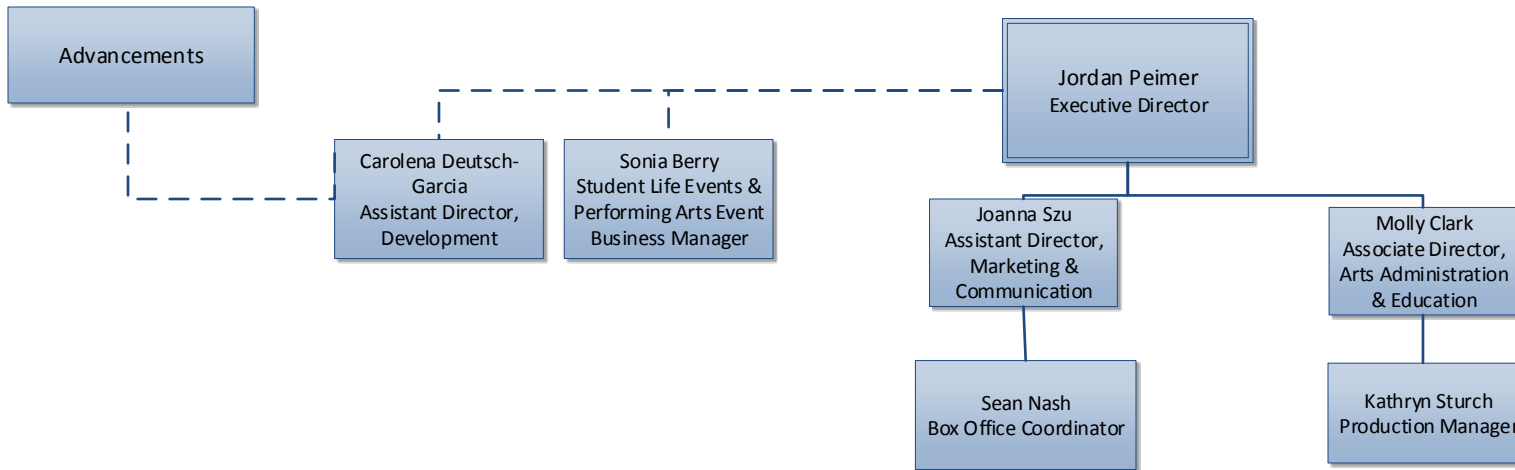 Advancements
Jordan Peimer
Executive Director
Carolena Deutsch-
Garcia
Assistant Director,
Development
Sonia Berry
Student Life Events &
Performing Arts Event
Business Manager
Joanna Szu
Assistant Director,
Marketing &
Communication
Molly Clark
Associate Director,
Arts Administration
& Education
Sean Nash
Box Office Coordinator
Kathryn Sturch
Production Manager